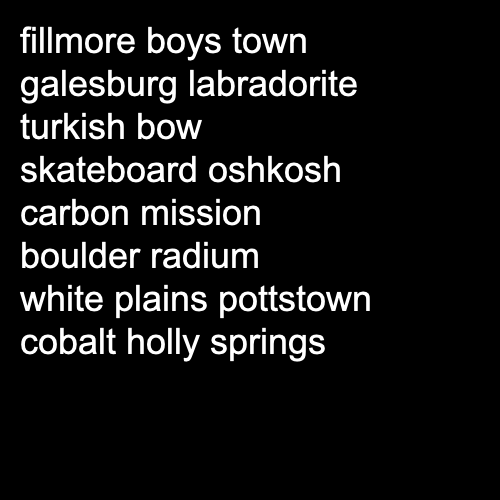 fillmore boys town
galesburg labradorite
turkish bow
skateboard oshkosh
carbon mission
boulder radium
white plains pottstown
cobalt holly springs